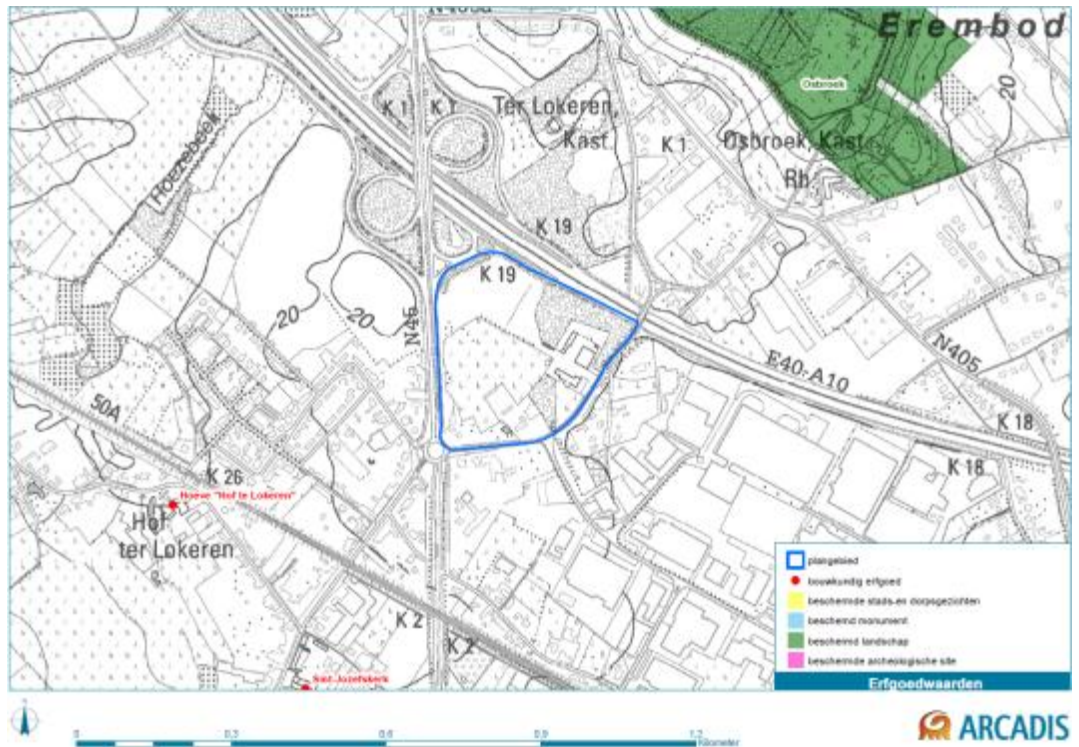 N405a
Erembod
Osbroek
20
K 1
K 1
Ter Lokeren,
Kast.
K 1
Osbroek, Kast.
Rh.
Hoezebeek
K 19
K 19
20
20
N45
E40-A10
N405
50A
K 18
K 18
K 26
Hoeve "Hof te Lokeren"
Hof
ter Lokeren
K 2
K 2
Sint-Jozefskerk
plangebied
bouwkundig erfgoed
beschermde stads-en dorpsgezichten
beschermd monument
beschermd landschap
beschermde archeologische site
Erfgoedwaarden
0 0,3 0,6 0,9 1,2
Kilometer
ARCADIS